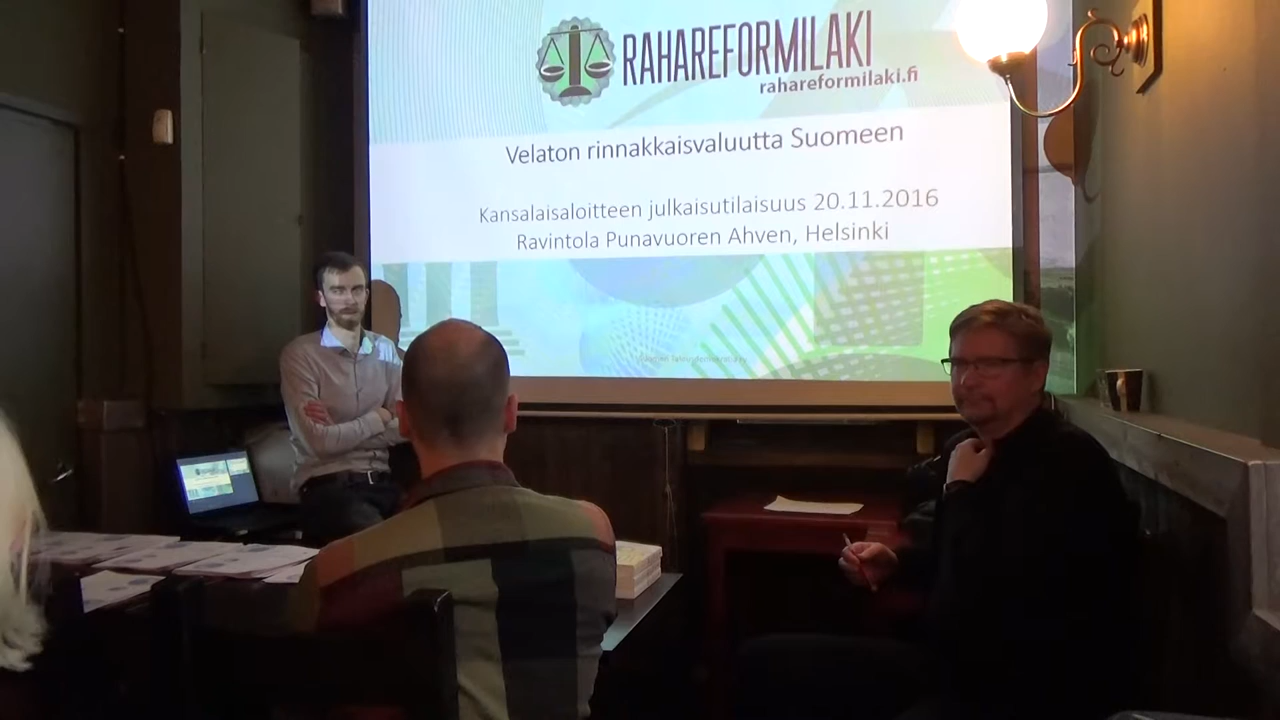 RAHAREFORMILAKI
rahareformilaki.fi
Velaton rinnakkaisvaluutta Suomeen
Kansalaisaloitteen julkaisutilaisuus 20.11.2016
Ravintola Punavuoren Ahven, Helsinki